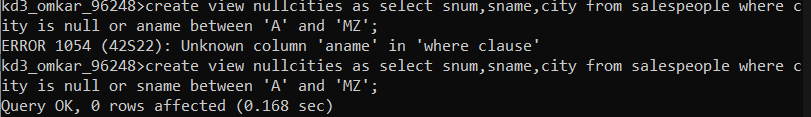 kd3_omkar_96248>create view nullcities as select snum,sname,city from salespeople where c
ity is null or aname between 'A' and 'MZ';
ERROR 1054 (42S22): Unknown column 'aname' in 'where clause'
kd3_omkar_96248>create view nullcities as select snum,sname,city from salespeople where c
ity is null or sname between 'A' and 'MZ';
Query OK, 0 rows affected (0.168 sec)